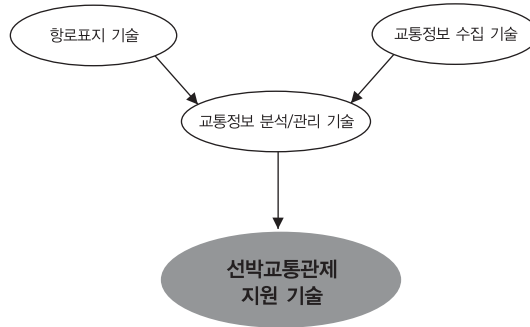 항로표지 기술
교통정보 수집 기술
교통정보 분석/관리 기술
선박교통관제
지원 기술